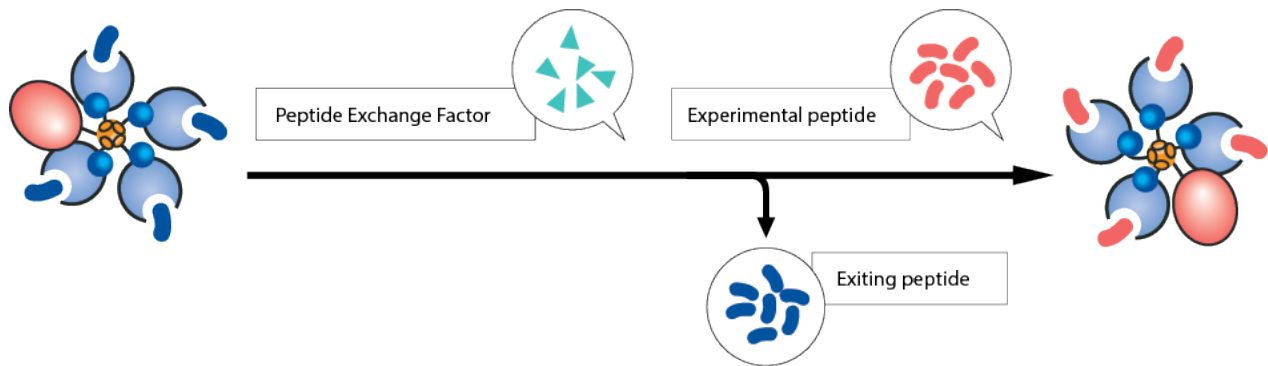 Peptide Exchange Factor
Experimental peptide
Exiting peptide